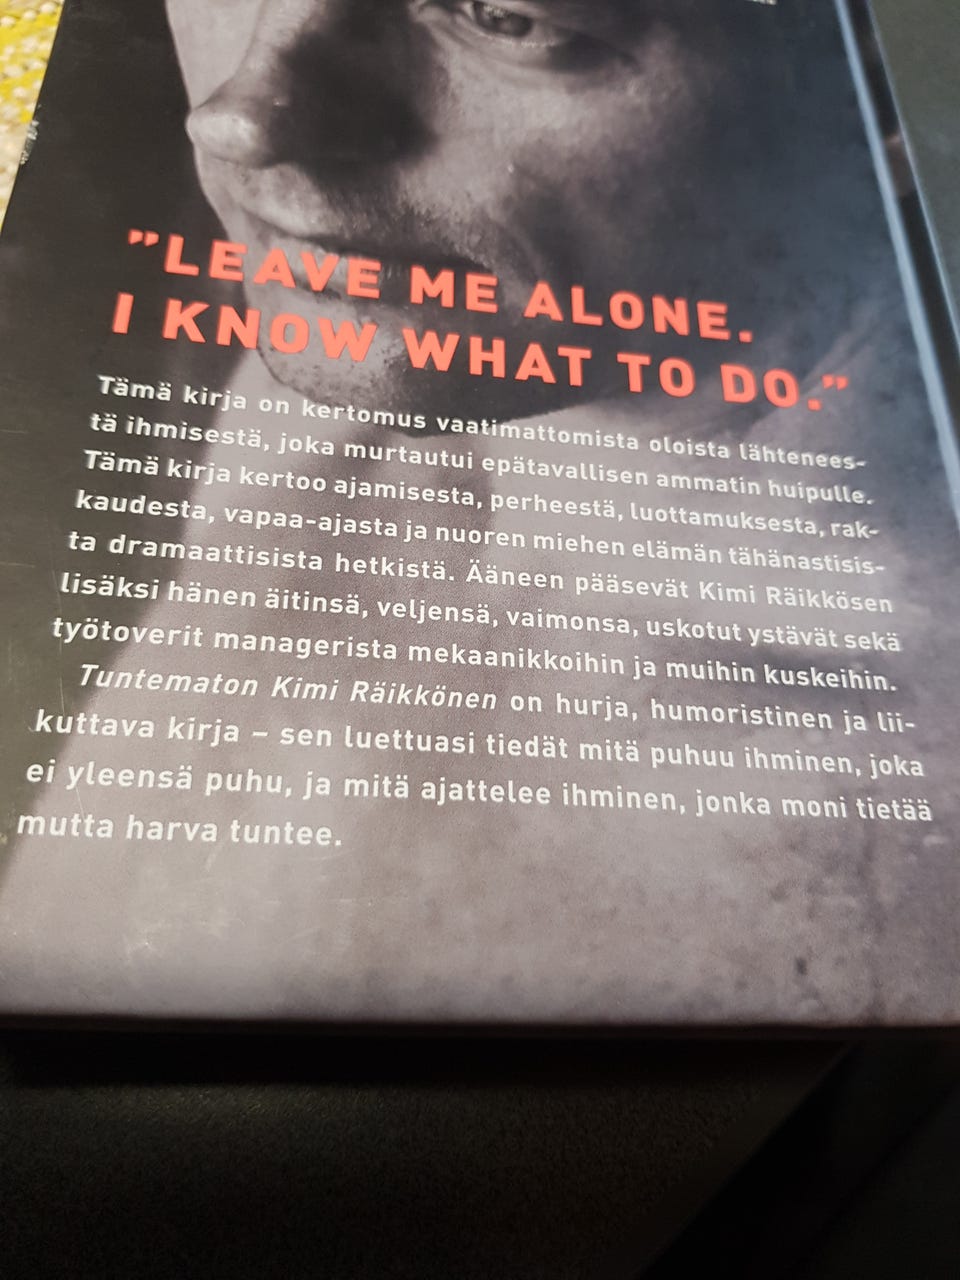 ”LEAVE ME ALONE.
I KNOW WHAT TO DO.”
Tämä kirja on kertomus vaatimattomista oloista lähtenees-
tä ihmisestä, joka murtautui epätavallisen ammatin huipulle.
Tämä kirja kertoo ajamisesta, perheestä, luottamuksesta, rak-
kaudesta, vapaa-ajasta ja nuoren miehen elämän tähänastisis-
ta dramaattisista hetkistä. Ääneen pääsevät Kimi Räikkösen
lisäksi hänen äitinsä, veljensä, vaimonsa, uskotut ystävät sekä
työtoverit managerista mekaanikkoihin ja muihin kuskeihin.
Tuntematon Kimi Räikkönen on hurja, humoristinen ja lii-
kuttava kirja – sen luettuasi tiedät mitä puhuu ihminen, joka
ei yleensä puhu, ja mitä ajattelee ihminen, jonka moni tietää
mutta harva tuntee.